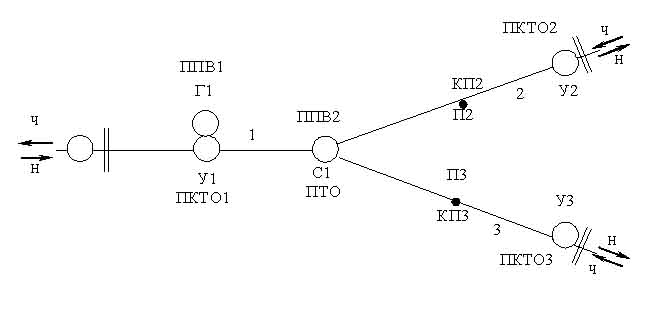 ПКТО2
ч
н
ППВ1
Г1
КП2
2
У2
П2
ППВ2
ч
1
н
У1
С1
ПКТО1
ПТО
П3
У3
КП3
3
н
ПКТО3
ч